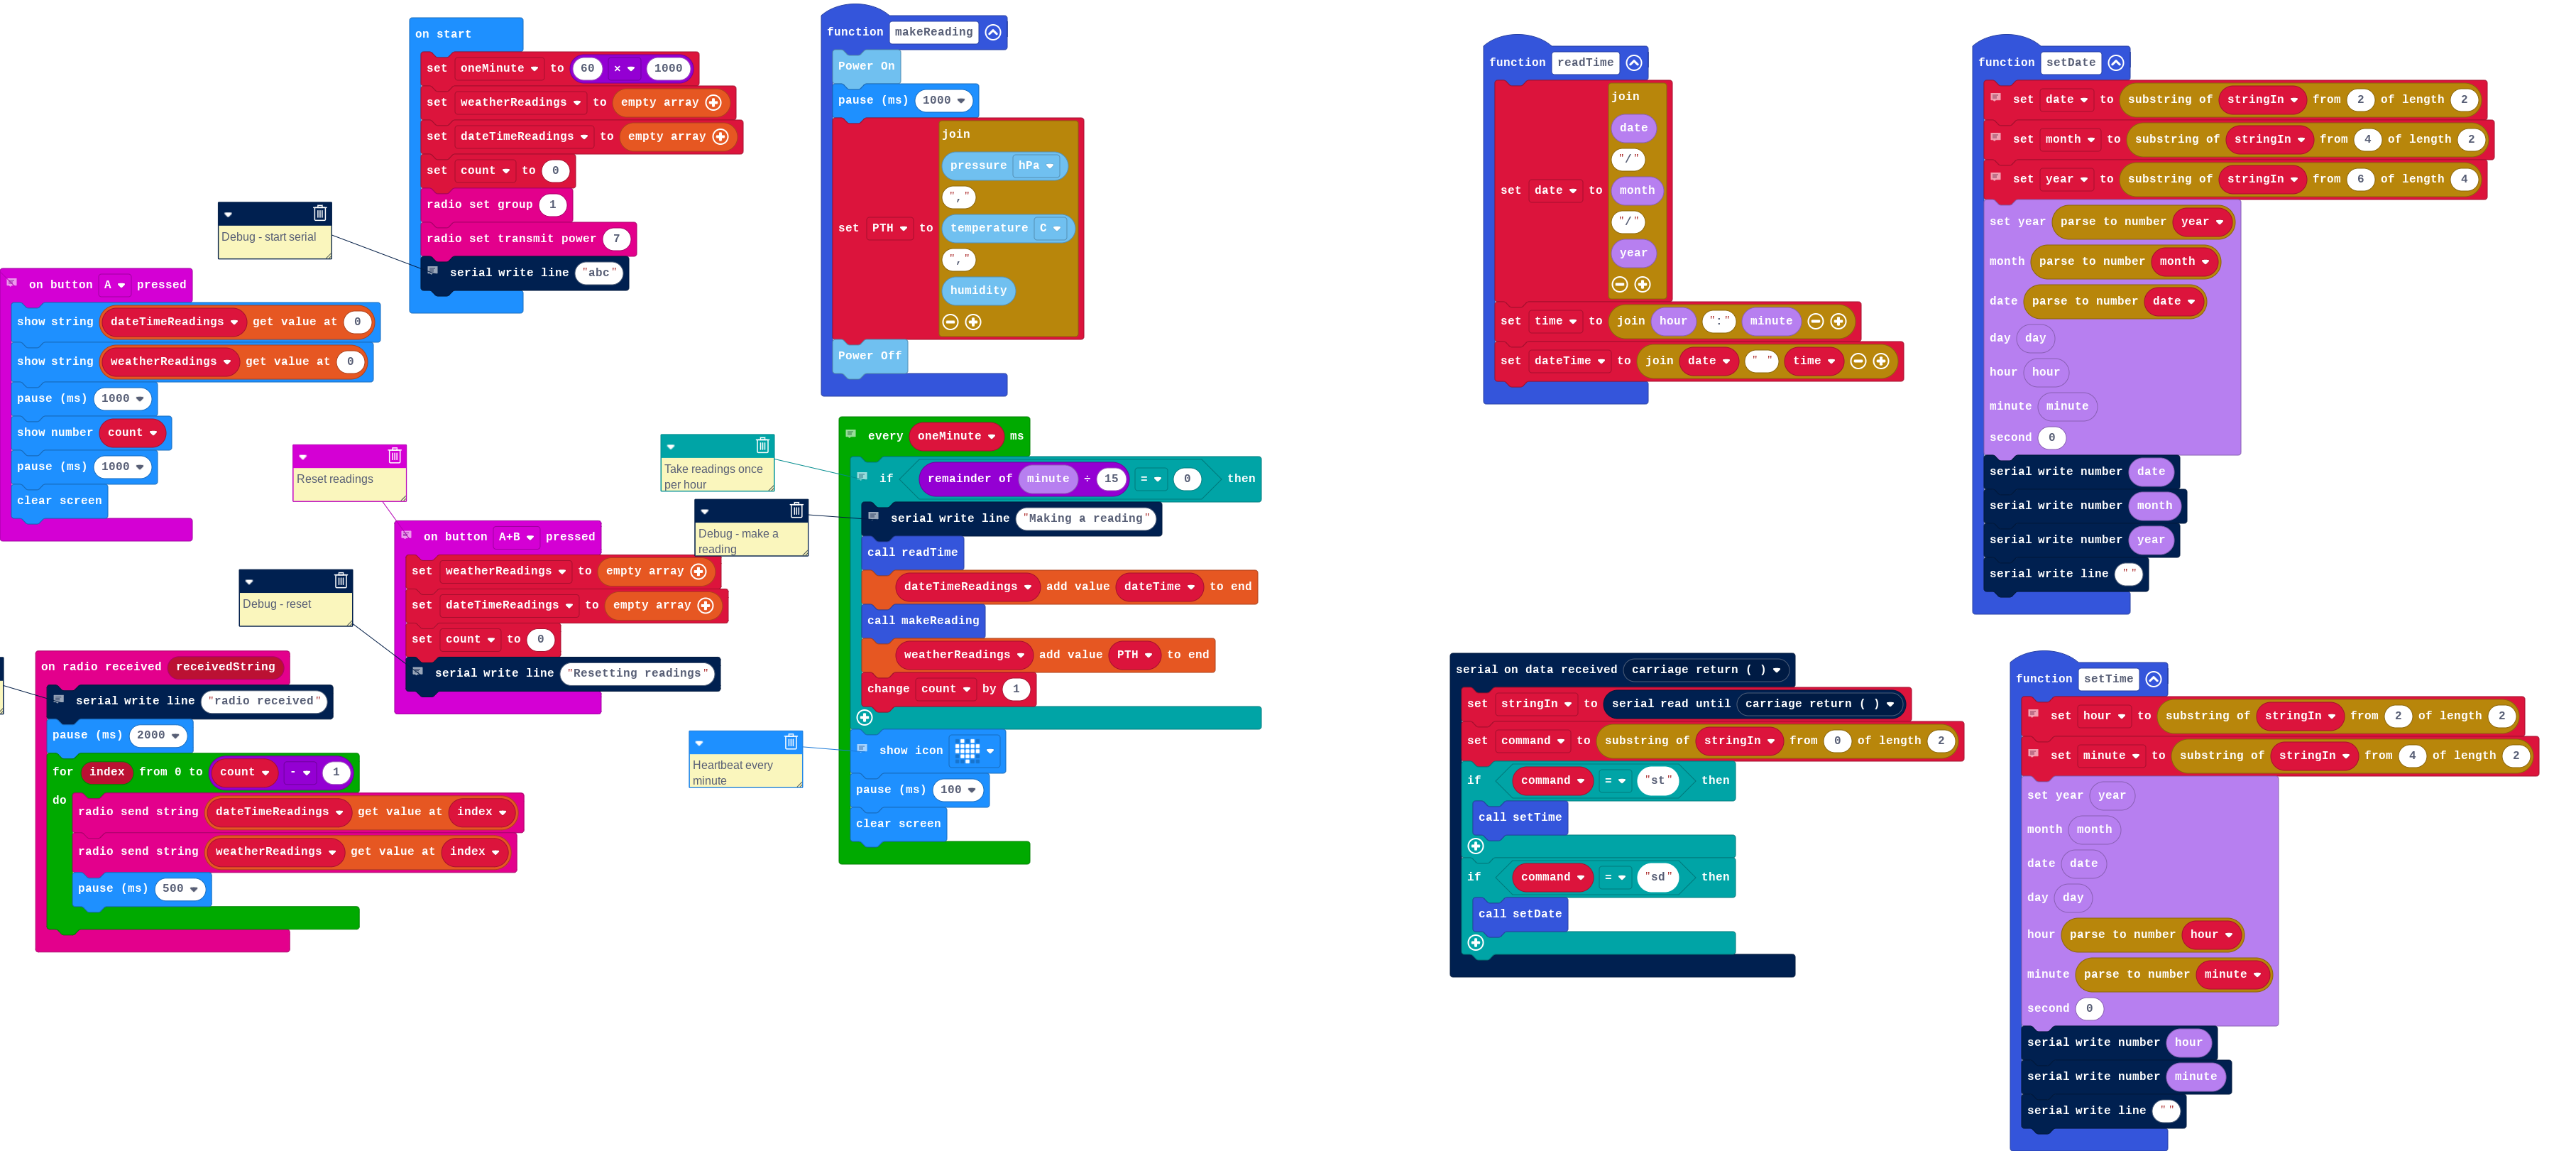 on start
set oneMinute to 60 × 1000
set weatherReadings to empty array
set dateTimeReadings to empty array
set count to 0
radio set group 1
radio set transmit power 7
serial write line "abc"
Debug - start serial
on button A pressed
show string dateTimeReadings get value at 0
show string weatherReadings get value at 0
pause (ms) 1000
show number count
pause (ms) 1000
clear screen
Reset readings
on button A+B pressed
set weatherReadings to empty array
set dateTimeReadings to empty array
set count to 0
serial write line "Resetting readings"
Debug - reset
on radio received receivedString
serial write line "radio received"
pause (ms) 2000
for index from 0 to count - 1
do
radio send string dateTimeReadings get value at index
radio send string weatherReadings get value at index
pause (ms) 500
function makeReading
Power On
pause (ms) 1000
set PTH to
join
pressure hPa
","
temperature C
","
humidity
Power Off
every oneMinute ms
Take readings once
per hour
if remainder of minute ÷ 15 = 0 then
Debug - make a
reading
serial write line "Making a reading"
call readTime
dateTimeReadings add value dateTime to end
call makeReading
weatherReadings add value PTH to end
change count by 1
Heartbeat every
minute
show icon
pause (ms) 100
clear screen
function readTime
set date to
join
date
"/"
month
"/"
year
set time to join hour ":" minute
set dateTime to join date " " time
function setDate
set date to substring of stringIn from 2 of length 2
set month to substring of stringIn from 4 of length 2
set year to substring of stringIn from 6 of length 4
set year parse to number year
month parse to number month
date parse to number date
day day
hour hour
minute minute
second 0
serial write number date
serial write number month
serial write number year
serial write line ""
serial on data received carriage return ( )
set stringIn to serial read until carriage return ( )
set command to substring of stringIn from 0 of length 2
if command = "st" then
call setTime
if command = "sd" then
call setDate
function setTime
set hour to substring of stringIn from 2 of length 2
set minute to substring of stringIn from 4 of length 2
set year year
month month
date date
day day
hour parse to number hour
minute parse to number minute
second 0
serial write number hour
serial write number minute
serial write line ""